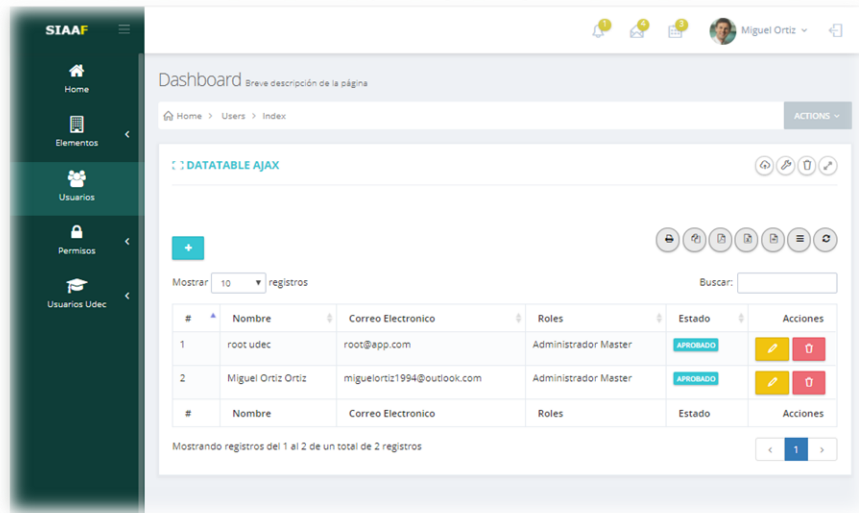 SIAAF
1
4
3
Miguel Ortiz
Home
Elementos
Usuarios
Permisos
Usuarios Udec
Dashboard Breve descripción de la página
Home > Users > Index
ACTIONS
DATATABLE AJAX
+
Mostrar 10 registros
Buscar:
# Nombre Correo Electronico Roles Estado Acciones
1 root udec root@app.com Administrador Master APROBADO
2 Miguel Ortiz Ortiz miguelortiz1994@outlook.com Administrador Master APROBADO
# Nombre Correo Electronico Roles Estado Acciones
Mostrando registros del 1 al 2 de un total de 2 registros
< 1 >